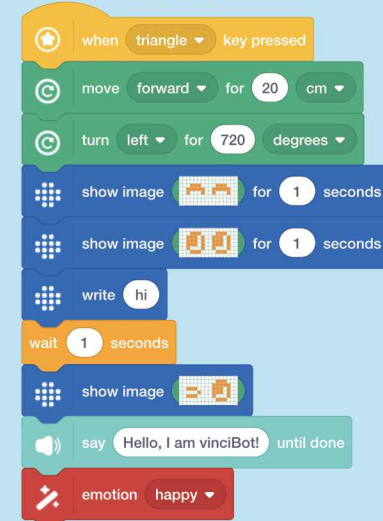 when triangle key pressed
move forward for 20 cm
turn left for 720 degrees
show image for 1 seconds
show image for 1 seconds
write hi
wait 1 seconds
show image
say Hello, I am vinciBot! until done
emotion happy